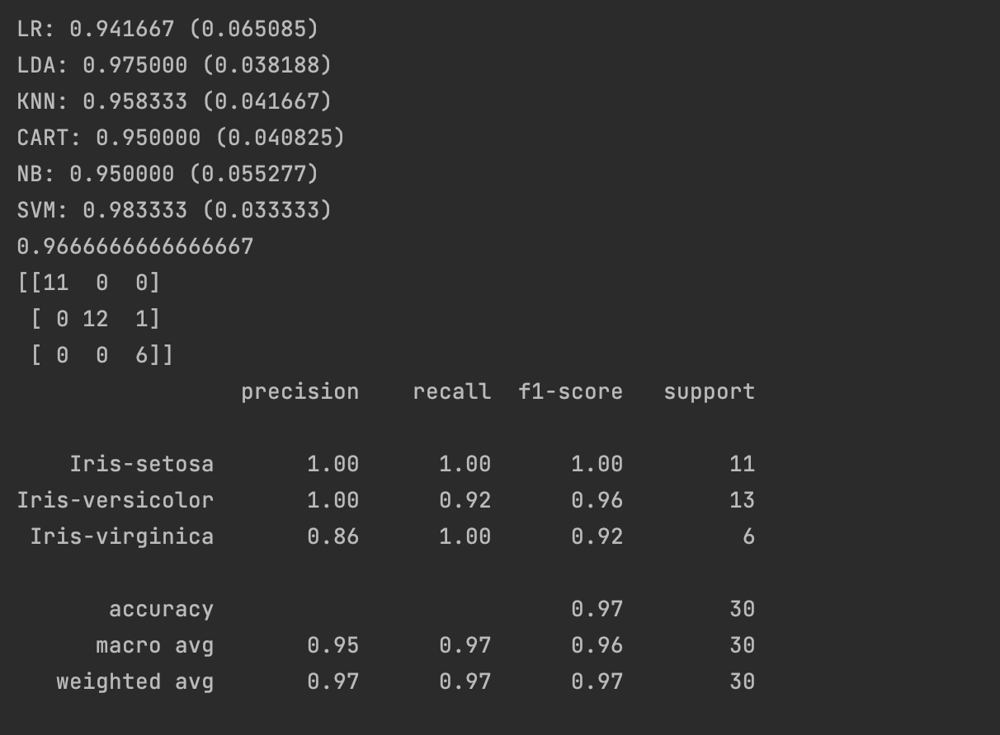 LR: 0.941667 (0.065085)
LDA: 0.975000 (0.038188)
KNN: 0.958333 (0.041667)
CART: 0.950000 (0.040825)
NB: 0.950000 (0.055277)
SVM: 0.983333 (0.033333)
0.9666666666666667
[[11  0  0]
 [ 0 12  1]
 [ 0  0  6]]
                 precision    recall  f1-score   support
    Iris-setosa       1.00      1.00      1.00        11
Iris-versicolor       1.00      0.92      0.96        13
 Iris-virginica       0.86      1.00      0.92         6
       accuracy                           0.97        30
      macro avg       0.95      0.97      0.96        30
   weighted avg       0.97      0.97      0.97        30